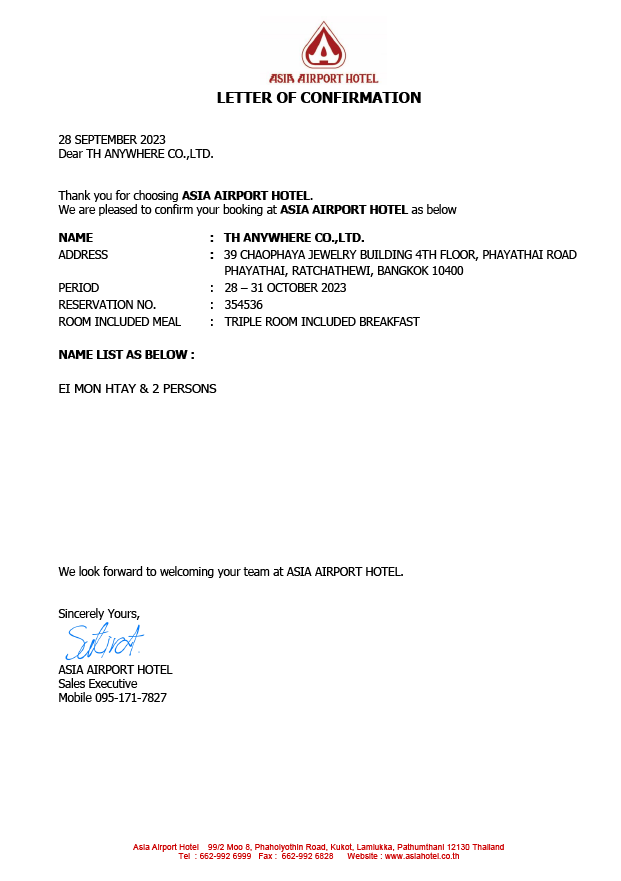 ASIA AIRPORT HOTEL
LETTER OF CONFIRMATION
28 SEPTEMBER 2023
Dear TH ANYWHERE CO.,LTD.
Thank you for choosing ASIA AIRPORT HOTEL.
We are pleased to confirm your booking at ASIA AIRPORT HOTEL as below
NAME : TH ANYWHERE CO.,LTD.
ADDRESS : 39 CHAOPHAYA JEWELRY BUILDING 4TH FLOOR, PHAYATHAI ROAD
PHAYATHAI, RATCHATHEWI, BANGKOK 10400
PERIOD : 28 – 31 OCTOBER 2023
RESERVATION NO. : 354536
ROOM INCLUDED MEAL : TRIPLE ROOM INCLUDED BREAKFAST
NAME LIST AS BELOW :
EI MON HTAY & 2 PERSONS
We look forward to welcoming your team at ASIA AIRPORT HOTEL.
Sincerely Yours,
ASIA AIRPORT HOTEL
Sales Executive
Mobile 095-171-7827
Asia Airport Hotel 99/2 Moo 8, Phaholyothin Road, Kukot, Lamlukka, Pathumthani 12130 Thailand
Tel : 662-992 6999 Fax : 662-992 6828 Website : www.asiahotel.co.th